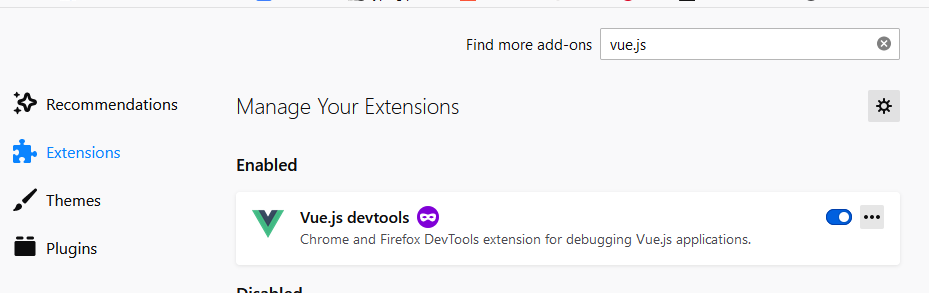 Find more add-ons vue.js
Recommendations
Manage Your Extensions
Extensions
Enabled
Themes
Vue.js devtools
Chrome and Firefox DevTools extension for debugging Vue.js applications.
Plugins
Disabled